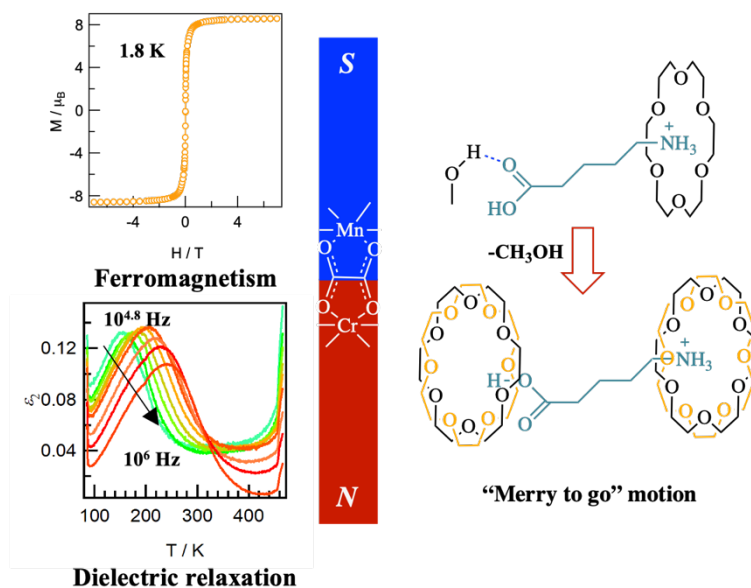 8
4
0
-4
-8
1.8 K
M / μB
-4 0 4
H / T
Ferromagnetism
0.12
0.08
0.04
10^4.8 Hz
10^6 Hz
ε2
100 200 300 400
T / K
Dielectric relaxation
S
Mn
O O
O O
Cr
N
O
O O
H + O
O NH3
HO O O
O
-CH3OH
O O
O O O O O O
O O O O + O O
H-O NH3
O O O O O O
O O O O O
“Merry to go” motion